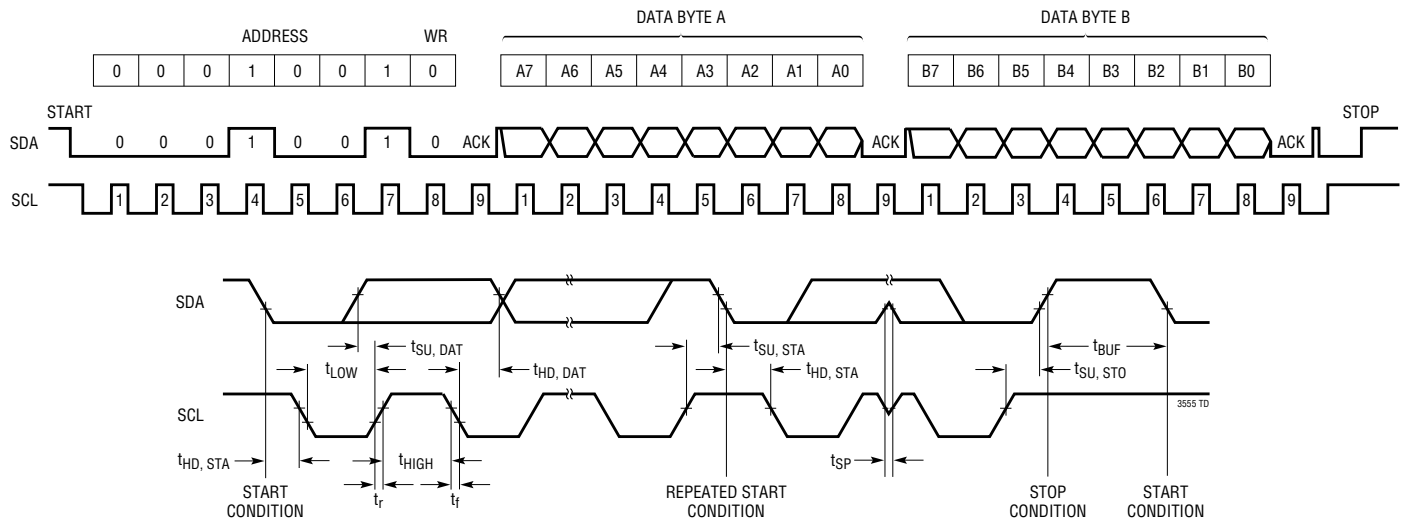 DATA BYTE A DATA BYTE B
ADDRESS WR
0 0 0 1 0 0 1 0 A7 A6 A5 A4 A3 A2 A1 A0 B7 B6 B5 B4 B3 B2 B1 B0
START STOP
SDA 0 0 0 1 0 0 1 0 ACK ACK ACK
SCL 1 2 3 4 5 6 7 8 9 1 2 3 4 5 6 7 8 9 1 2 3 4 5 6 7 8 9
SDA
tSU, DAT tSU, STA tBUF
tLOW tHD, DAT tHD, STA tSU, STO
SCL 3555 TD
tHD, STA tHIGH tSP
tr tf
START CONDITION
REPEATED START CONDITION
STOP CONDITION
START CONDITION